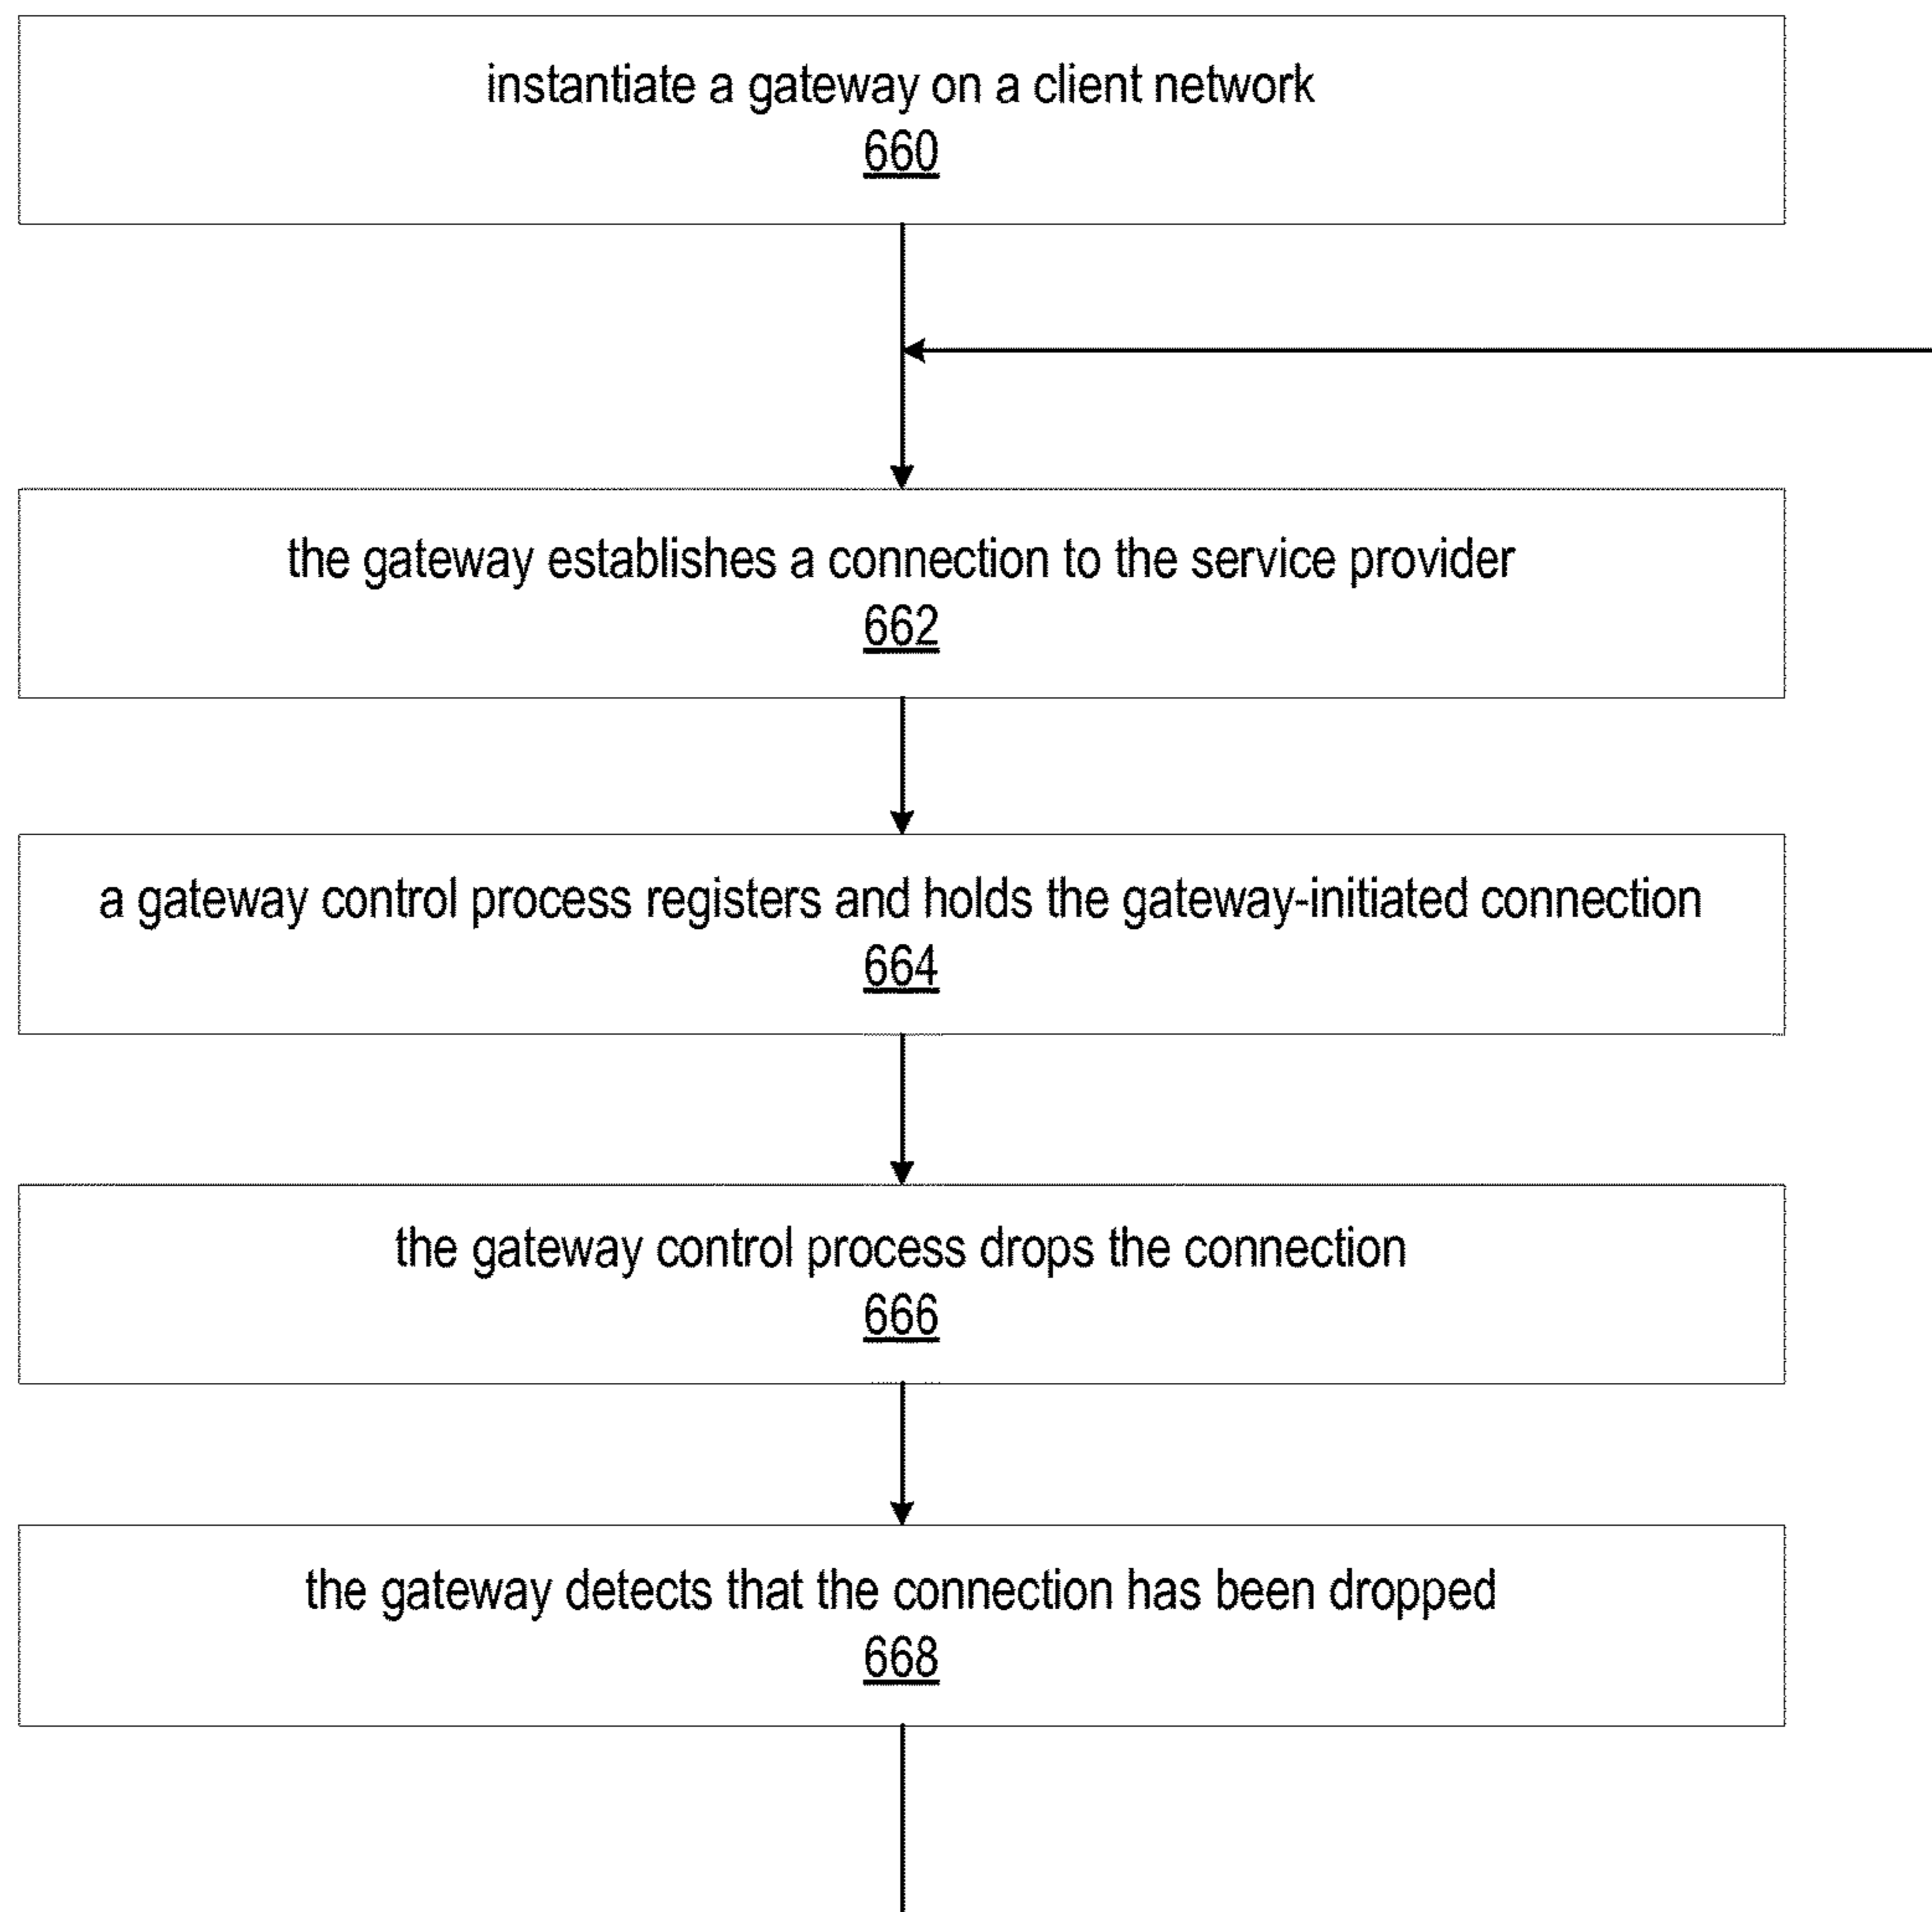 instantiate a gateway on a client network
660
the gateway establishes a connection to the service provider
662
a gateway control process registers and holds the gateway-initiated connection
664
the gateway control process drops the connection
666
the gateway detects that the connection has been dropped
668